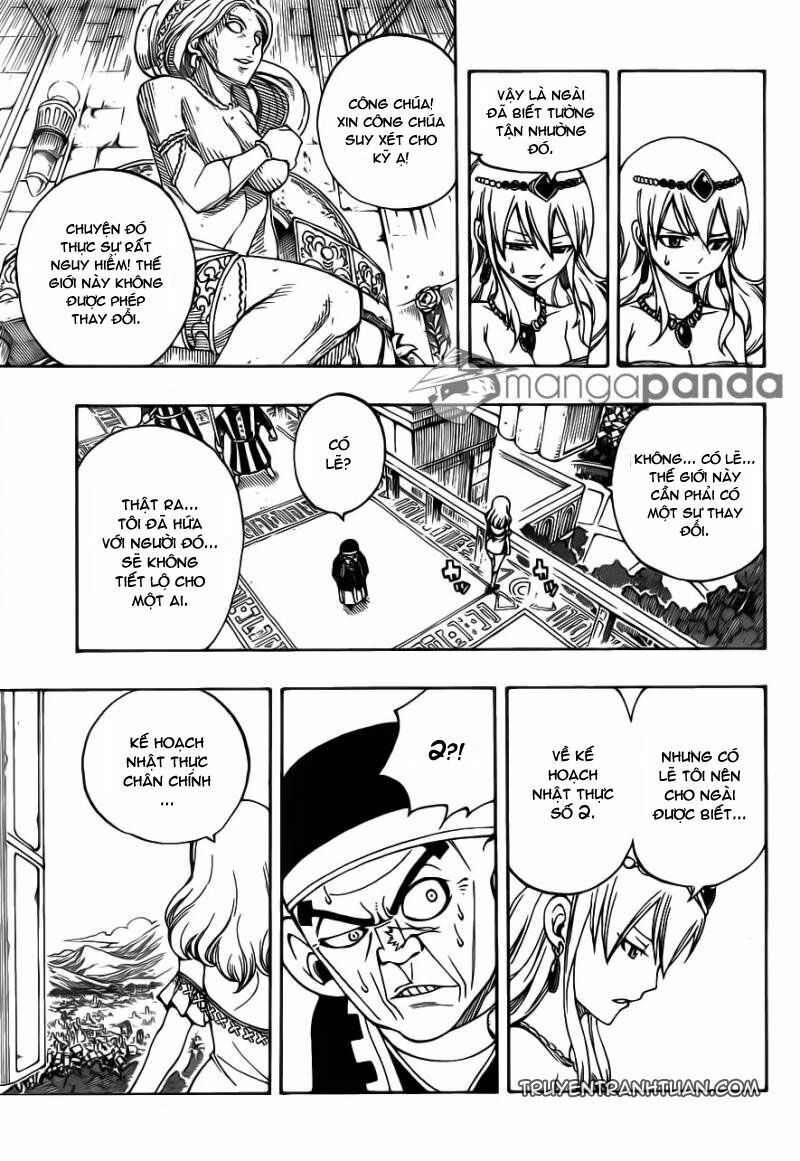 VẬY LÀ NGÀI
ĐÃ BIẾT TƯỜNG
TẬN NHƯỜNG
ĐÓ.
CÔNG CHÚA!
XIN CÔNG CHÚA
SUY XÉT CHO
KỸ Ạ!
CHUYỆN ĐÓ
THỰC SỰ RẤT
NGUY HIỂM! THẾ
GIỚI NÀY KHÔNG
ĐƯỢC PHÉP
THAY ĐỔI.
mangapanda
KHÔNG... CÓ LẼ...
THẾ GIỚI NÀY
CẦN PHẢI CÓ
MỘT SỰ THAY
ĐỔI.
CÓ
LẼ?
THẬT RA...
TÔI ĐÃ HỨA
VỚI NGƯỜI ĐÓ...
SẼ KHÔNG
TIẾT LỘ CHO
MỘT AI.
カッ
カッ
NHƯNG CÓ
LẼ TÔI NÊN
CHO NGÀI
ĐƯỢC BIẾT...
VỀ KẾ
HOẠCH
NHẬT THỰC
SỐ 2.
2?!
KẾ HOẠCH
NHẬT THỰC
CHÂN CHÍNH
...
TRUYENTRANHTUAN.COM